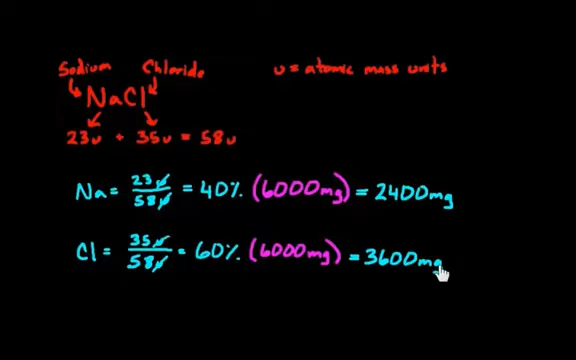 Sodium Chloride u = atomic mass units
NaCl
23u + 35u = 58u
Na = 23u/58u = 40% (6000mg) = 2400mg
Cl = 35u/58u = 60% (6000mg) = 3600mg